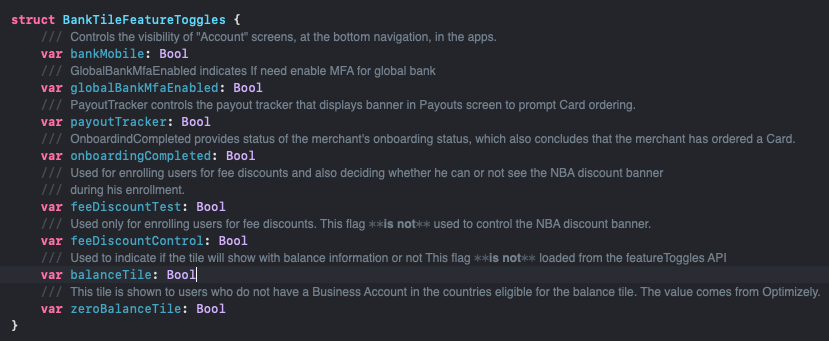 struct BankTileFeatureToggles {
/// Controls the visibility of "Account" screens, at the bottom navigation, in the apps.
var bankMobile: Bool
/// GlobalBankMfaEnabled indicates If need enable MFA for global bank
var globalBankMfaEnabled: Bool
/// PayoutTracker controls the payout tracker that displays banner in Payouts screen to prompt Card ordering.
var payoutTracker: Bool
/// OnboardindCompleted provides status of the merchant's onboarding status, which also concludes that the merchant has ordered a Card.
var onboardingCompleted: Bool
/// Used for enrolling users for fee discounts and also deciding whether he can or not see the NBA discount banner
/// during his enrollment.
var feeDiscountTest: Bool
/// Used only for enrolling users for fee discounts. This flag **is not** used to control the NBA discount banner.
var feeDiscountControl: Bool
/// Used to indicate if the tile will show with balance information or not This flag **is not** loaded from the featureToggles API
var balanceTile: Bool
/// This tile is shown to users who do not have a Business Account in the countries eligible for the balance tile. The value comes from Optimizely.
var zeroBalanceTile: Bool
}